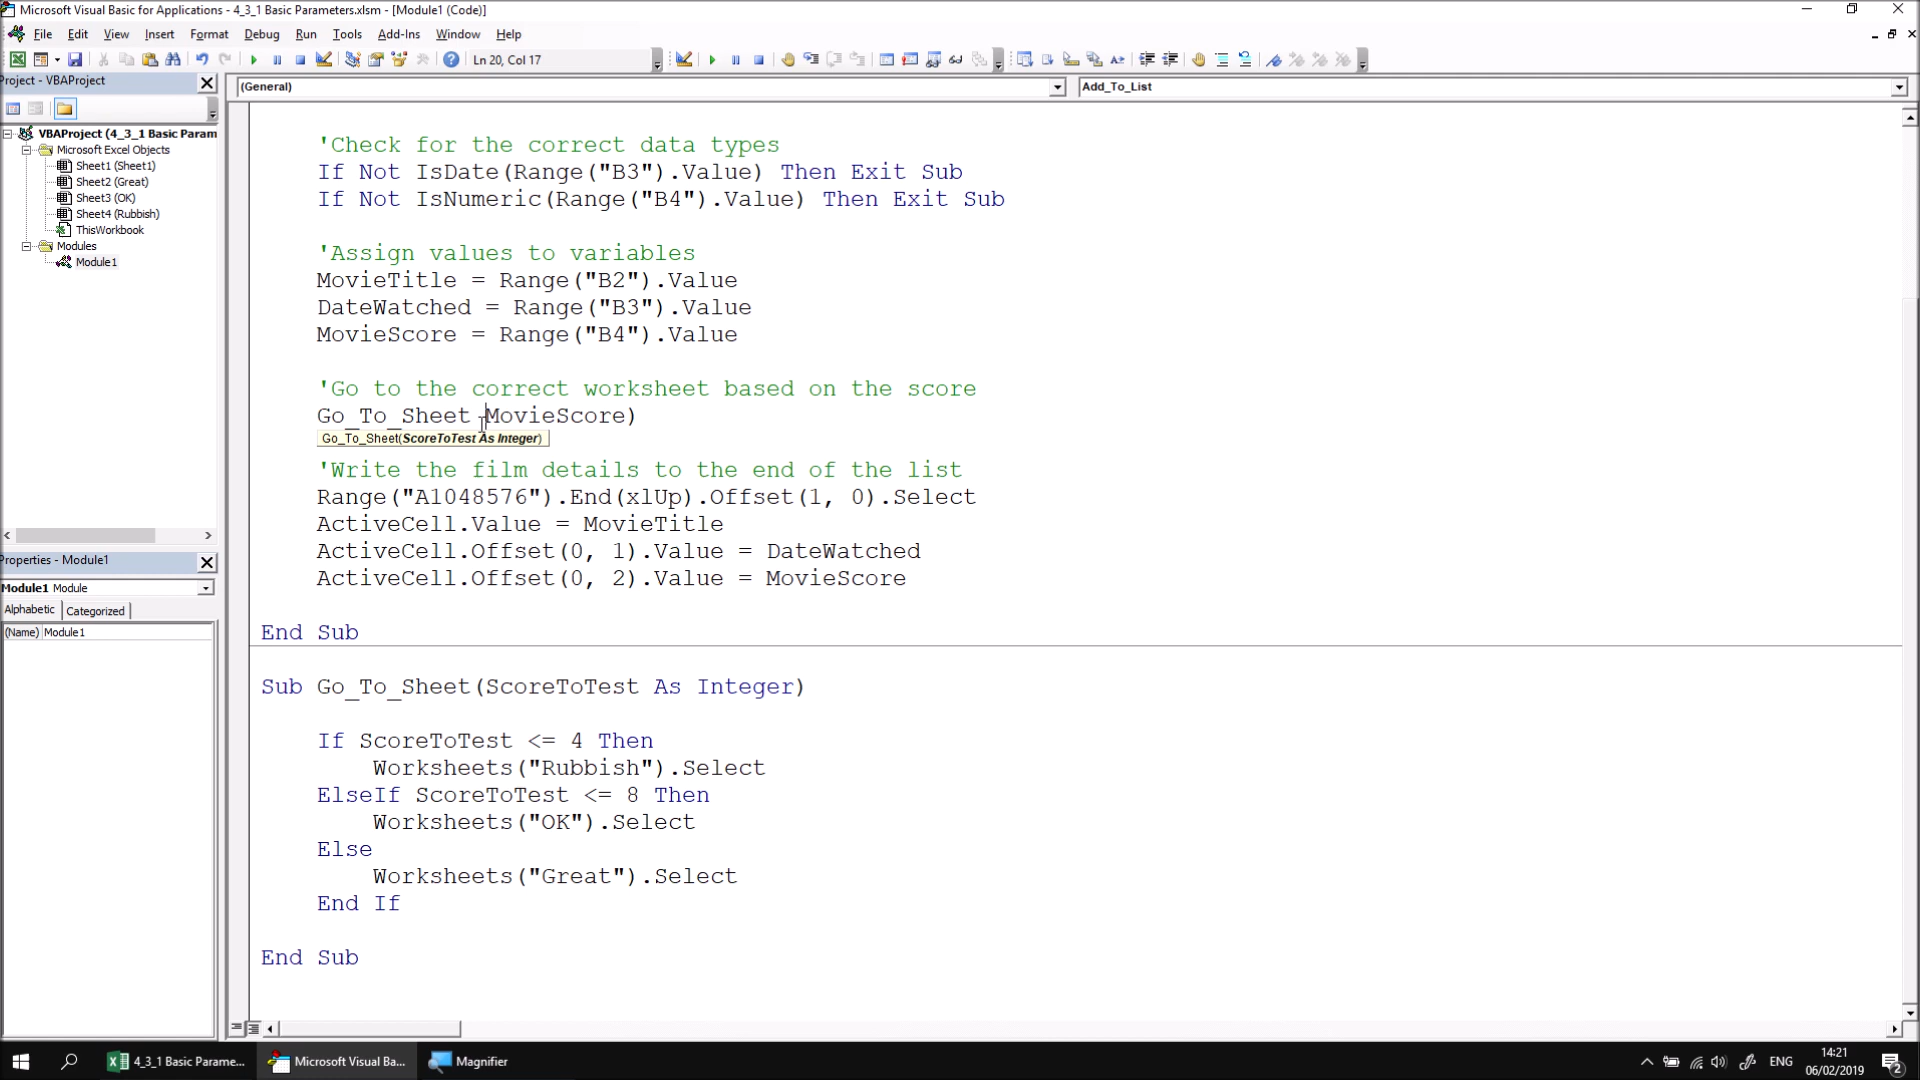 Microsoft Visual Basic for Applications - 4_3_1 Basic Parameters.xlsm - [Module1 (Code)]
File Edit View Insert Format Debug Run Tools Add-Ins Window Help
Ln 20, Col 17
Project - VBAProject
(General)
Add_To_List
VBAProject (4_3_1 Basic Param
Microsoft Excel Objects
Sheet1 (Sheet1)
Sheet2 (Great)
Sheet3 (OK)
Sheet4 (Rubbish)
ThisWorkbook
Modules
Module1
Properties - Module1
Module1 Module
Alphabetic Categorized
(Name) Module1
'Check for the correct data types
If Not IsDate(Range("B3").Value) Then Exit Sub
If Not IsNumeric(Range("B4").Value) Then Exit Sub
'Assign values to variables
MovieTitle = Range("B2").Value
DateWatched = Range("B3").Value
MovieScore = Range("B4").Value
'Go to the correct worksheet based on the score
Go_To_Sheet MovieScore)
Go_To_Sheet(ScoreToTest As Integer)
'Write the film details to the end of the list
Range("A1048576").End(xlUp).Offset(1, 0).Select
ActiveCell.Value = MovieTitle
ActiveCell.Offset(0, 1).Value = DateWatched
ActiveCell.Offset(0, 2).Value = MovieScore
End Sub
Sub Go_To_Sheet(ScoreToTest As Integer)
If ScoreToTest <= 4 Then
Worksheets("Rubbish").Select
ElseIf ScoreToTest <= 8 Then
Worksheets("OK").Select
Else
Worksheets("Great").Select
End If
End Sub
4_3_1 Basic Parame...
Microsoft Visual Ba...
Magnifier
ENG
14:21
06/02/2019
2